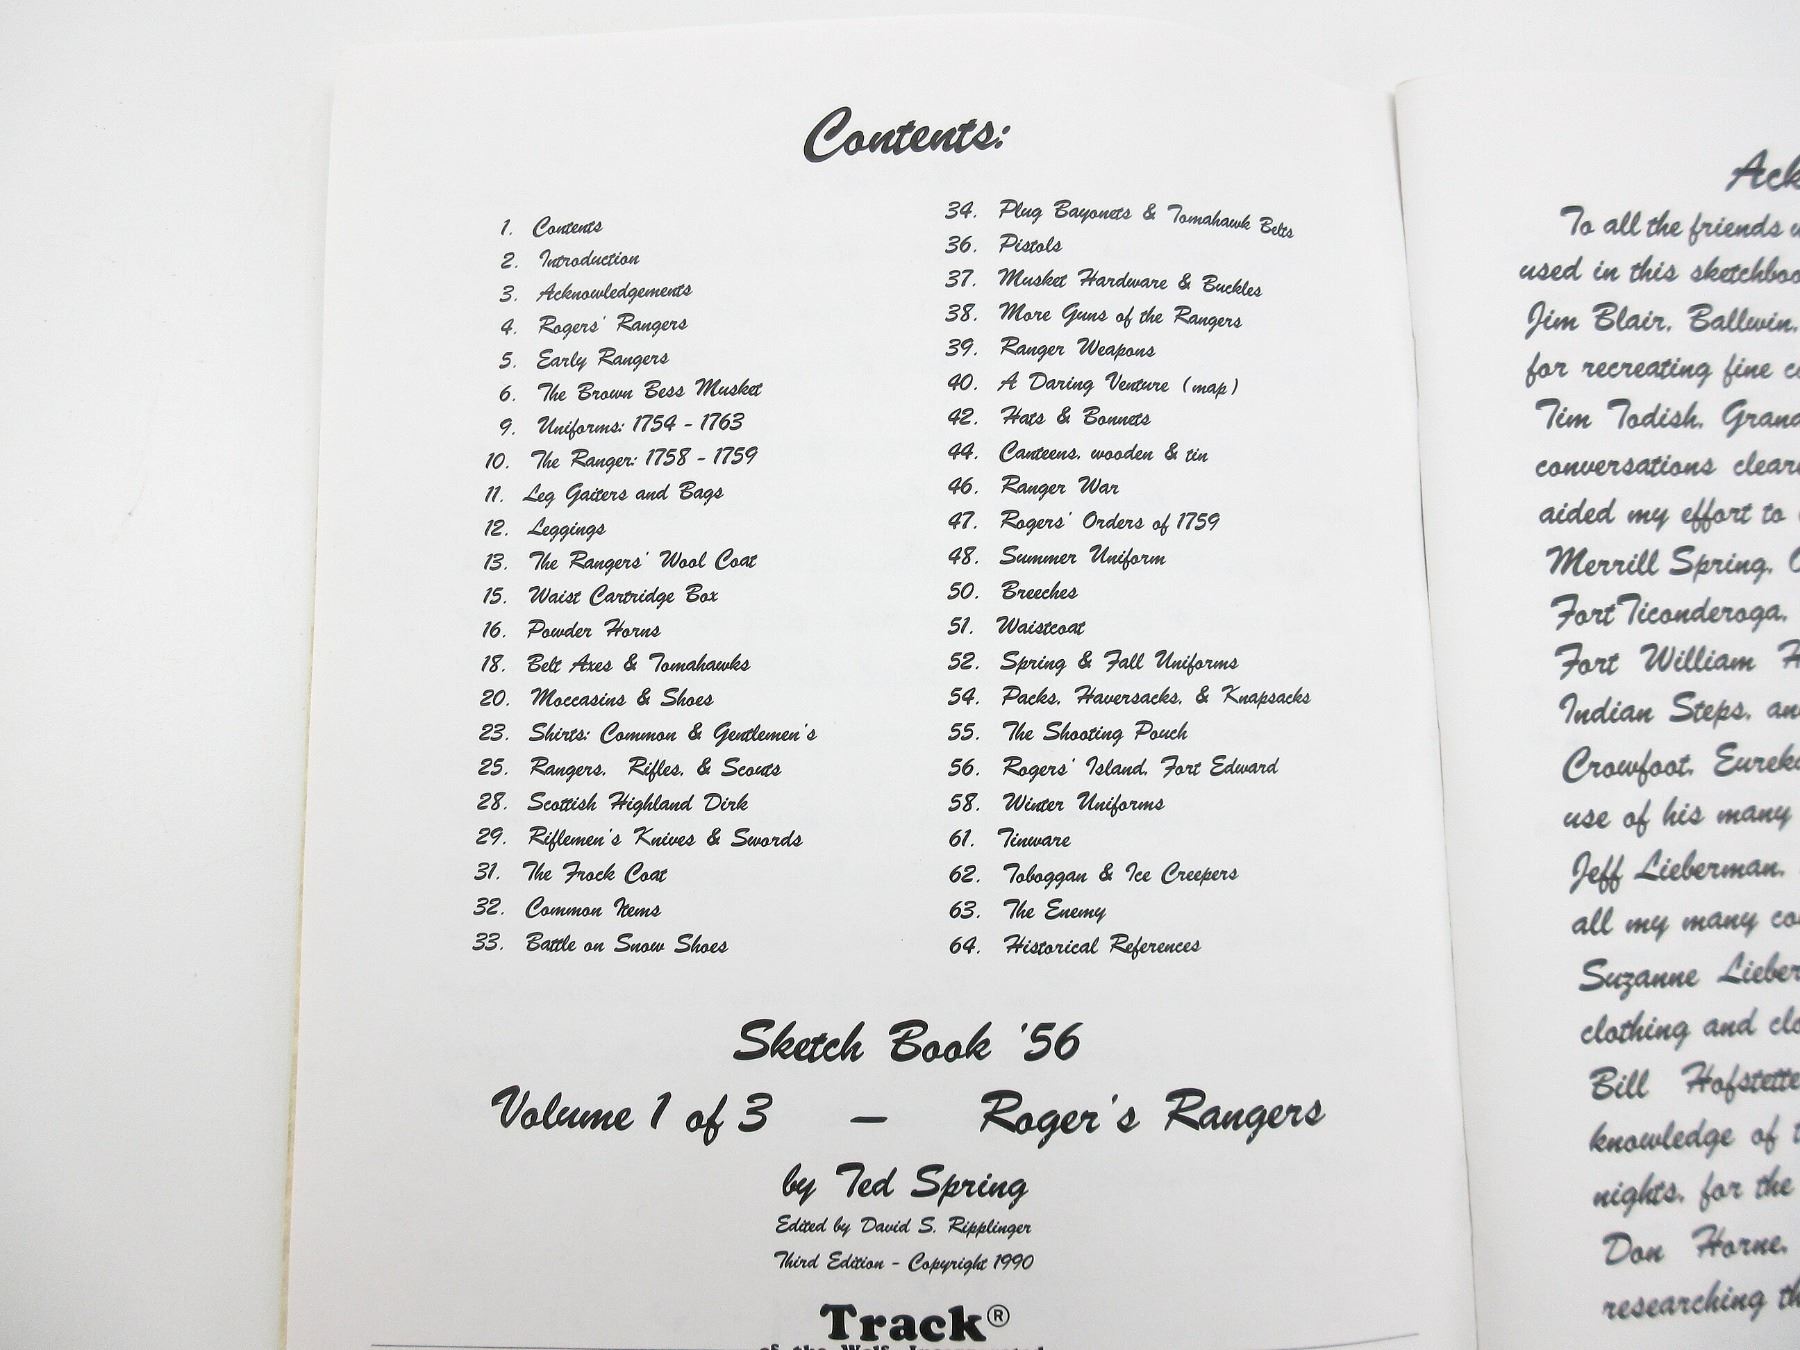 Contents:
1. Contents
2. Introduction
3. Acknowledgements
4. Rogers' Rangers
5. Early Rangers
6. The Brown Bess Musket
9. Uniforms: 1754 - 1763
10. The Ranger: 1758 - 1759
11. Leg Gaiters and Bags
12. Leggings
13. The Rangers' Wool Coat
15. Waist Cartridge Box
16. Powder Horns
18. Belt Axes & Tomahawks
20. Moccasins & Shoes
23. Shirts: Common & Gentlemen's
25. Rangers, Rifles, & Scouts
28. Scottish Highland Dirk
29. Riflemen's Knives & Swords
31. The Frock Coat
32. Common Items
33. Battle on Snow Shoes
34. Plug Bayonets & Tomahawk Belts
36. Pistols
37. Musket Hardware & Buckles
38. More Guns of the Rangers
39. Ranger Weapons
40. A Daring Venture (map)
42. Hats & Bonnets
44. Canteens, wooden & tin
46. Ranger War
47. Rogers' Orders of 1759
48. Summer Uniform
50. Breeches
51. Waistcoat
52. Spring & Fall Uniforms
54. Packs, Haversacks, & Knapsacks
55. The Shooting Pouch
56. Rogers' Island, Fort Edward
58. Winter Uniforms
61. Tinware
62. Toboggan & Ice Creepers
63. The Enemy
64. Historical References
Sketch Book '56
Volume 1 of 3 — Roger's Rangers
by Ted Spring
Edited by David S. Ripplinger
Third Edition - Copyright 1990
Track®
of the Wolf, Incorporated
To all the friends
used in this
Jim Blair, Ballwin,
for recreating fine
Tim Todish,
conversations
aided my effort to
Merrill Spring,
Fort Ticonderoga,
Fort William
Indian Steps,
Crowfoot,
use of his many
Jeff Lieberman,
all my many
Suzanne
clothing and
Bill
knowledge of
nights, for the
Don Horne,
researching